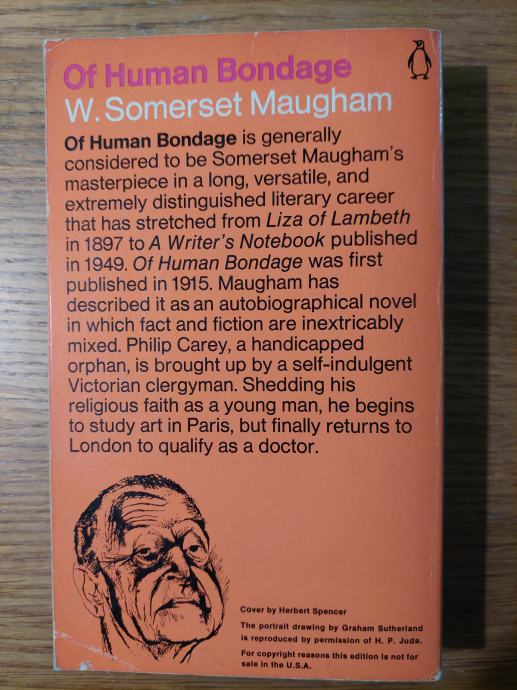 Of Human Bondage
W. Somerset Maugham
Of Human Bondage is generally
considered to be Somerset Maugham's
masterpiece in a long, versatile, and
extremely distinguished literary career
that has stretched from Liza of Lambeth
in 1897 to A Writer's Notebook published
in 1949. Of Human Bondage was first
published in 1915. Maugham has
described it as an autobiographical novel
in which fact and fiction are inextricably
mixed. Philip Carey, a handicapped
orphan, is brought up by a self-indulgent
Victorian clergyman. Shedding his
religious faith as a young man, he begins
to study art in Paris, but finally returns to
London to qualify as a doctor.
Cover by Herbert Spencer
The portrait drawing by Graham Sutherland
is reproduced by permission of H. P. Juda.
For copyright reasons this edition is not for
sale in the U.S.A.